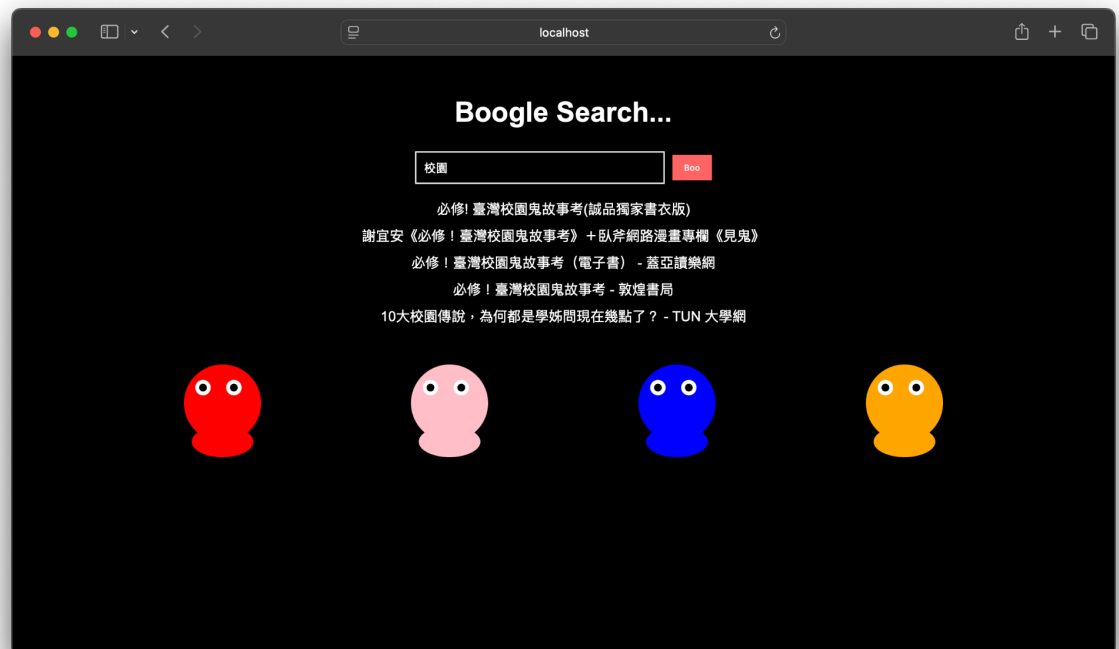 localhost
Boogle Search...
校園
Boo
必修! 臺灣校園鬼故事考(誠品獨家書衣版)
謝宜安《必修！臺灣校園鬼故事考》＋臥斧網路漫畫專欄《見鬼》
必修！臺灣校園鬼故事考（電子書） - 蓋亞讀樂網
必修！臺灣校園鬼故事考 - 敦煌書局
10大校園傳說，為何都是學姊問現在幾點了？ - TUN 大學網